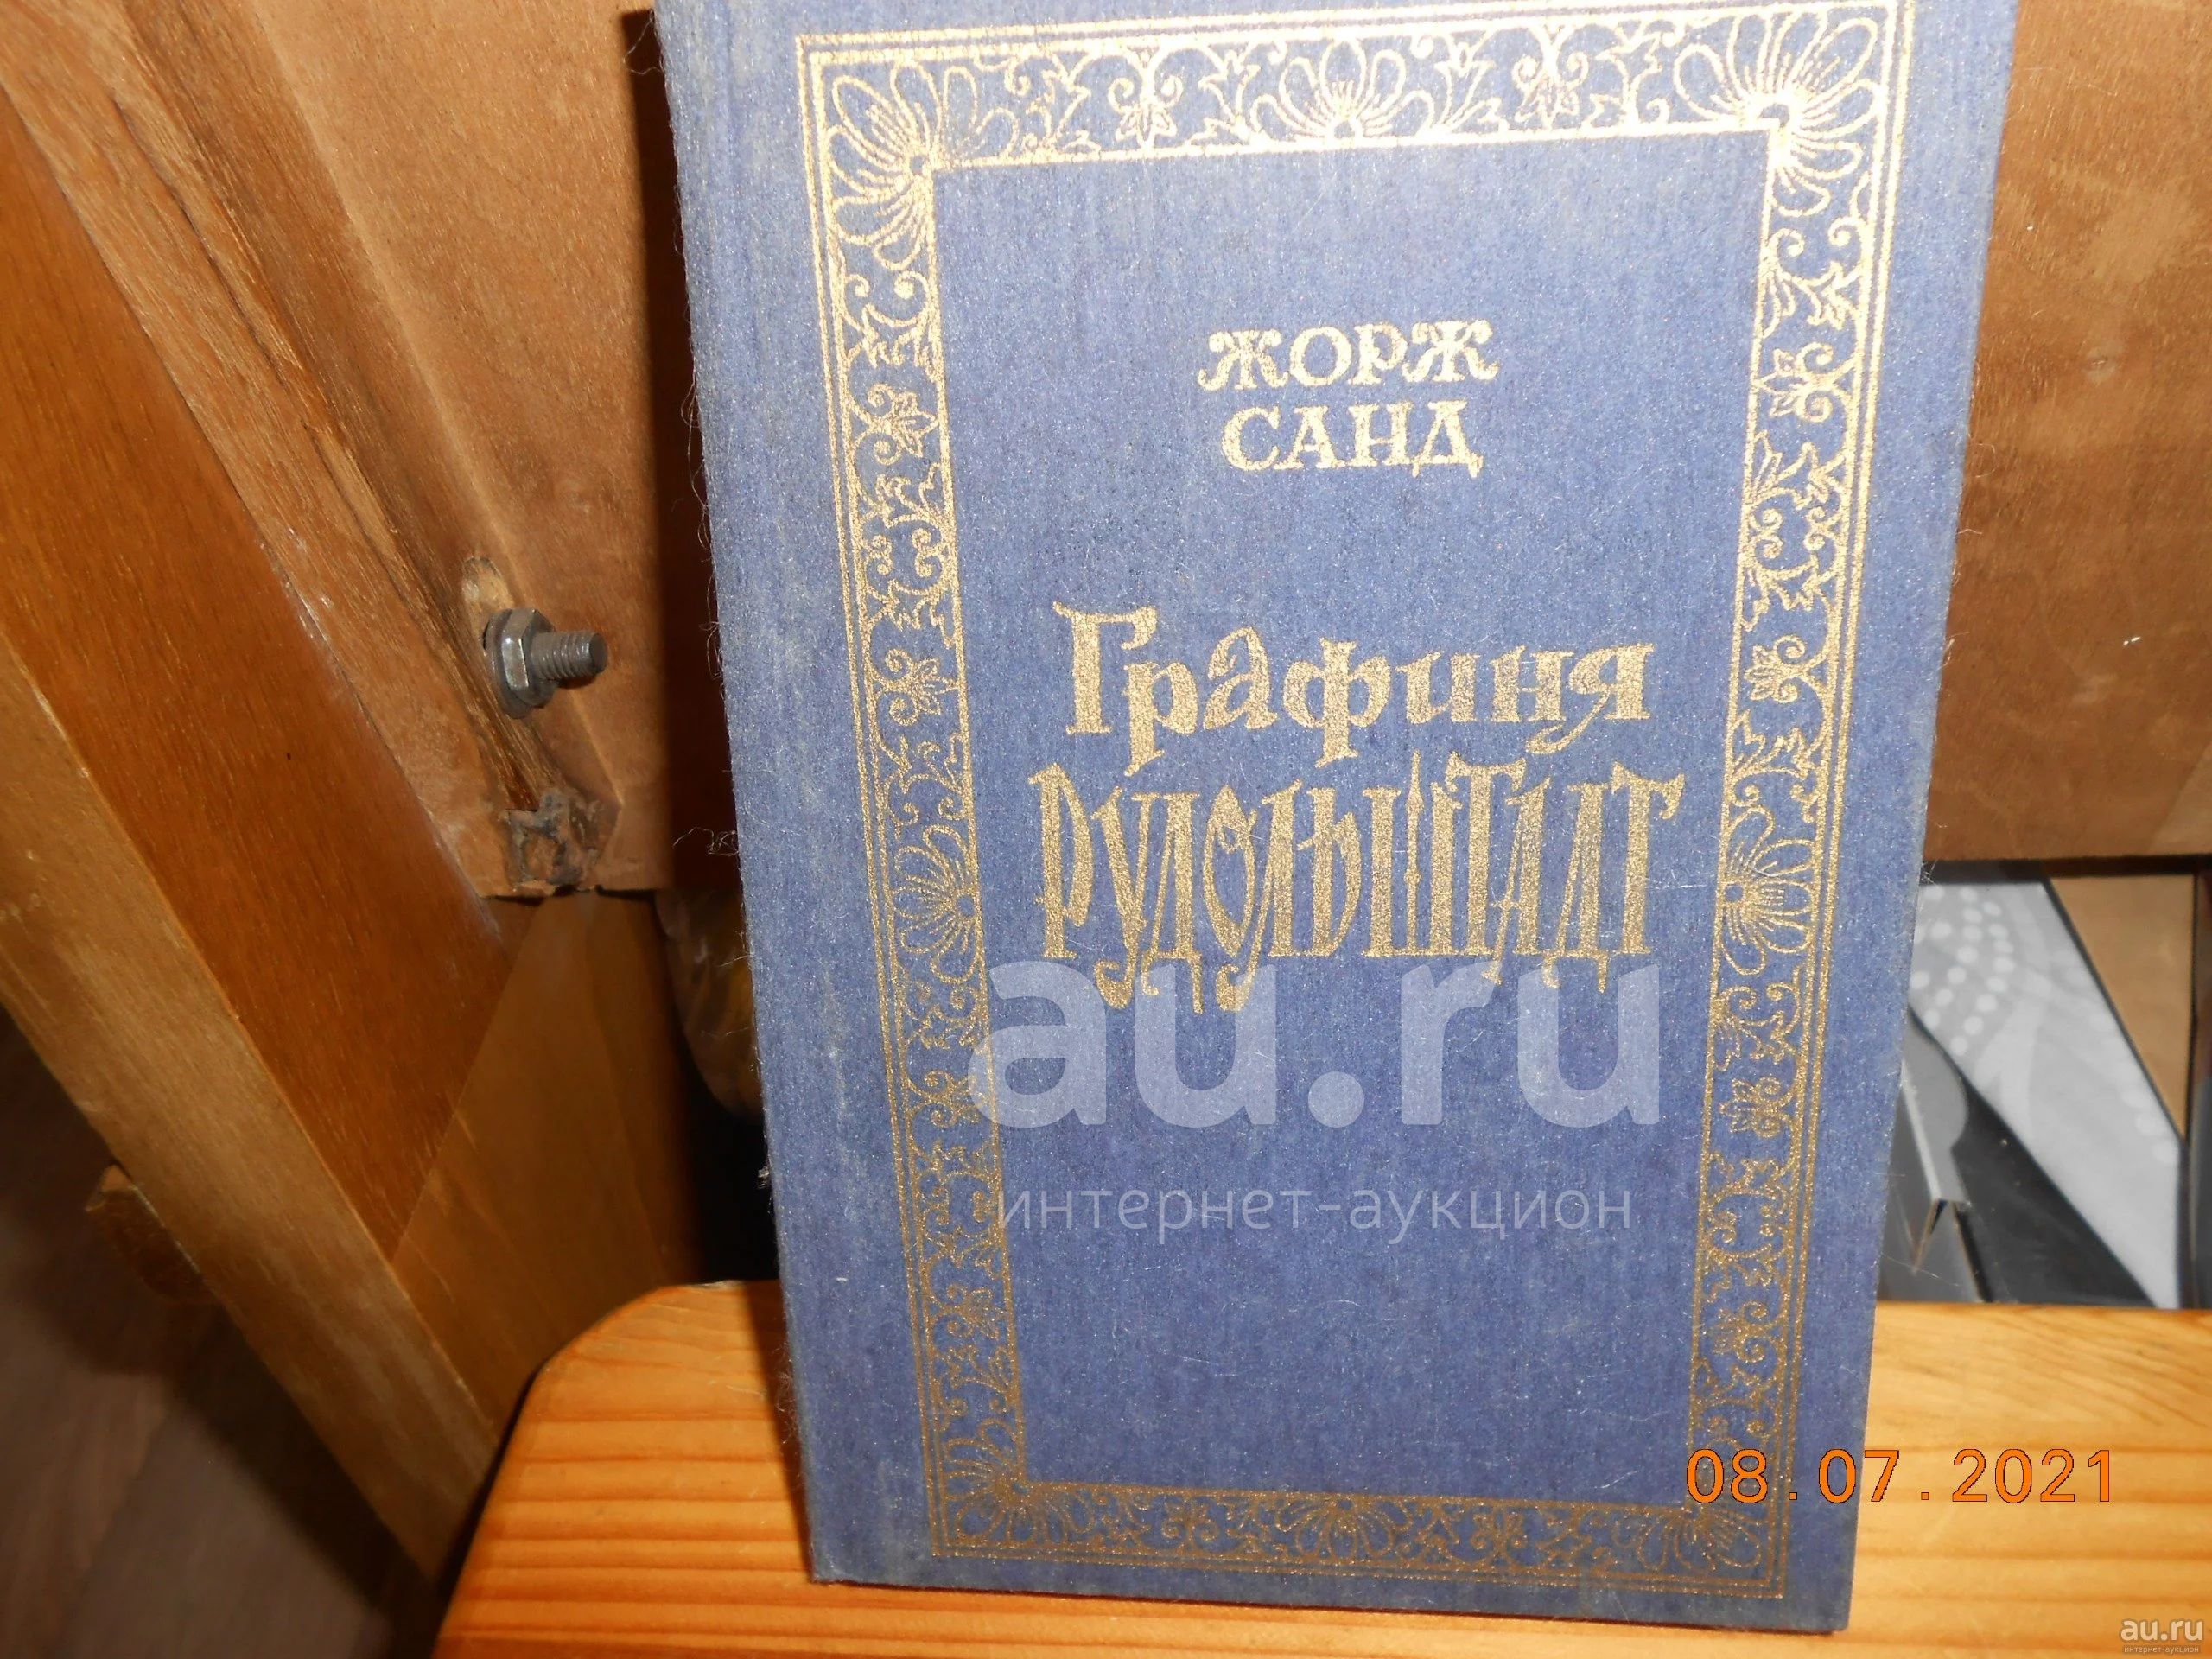 ЖОРЖ
САНД
Графиня
РУДОЛЬШТАДТ
au.ru
интернет-аукцион
08.07.2021
au.ru
интернет-аукцион